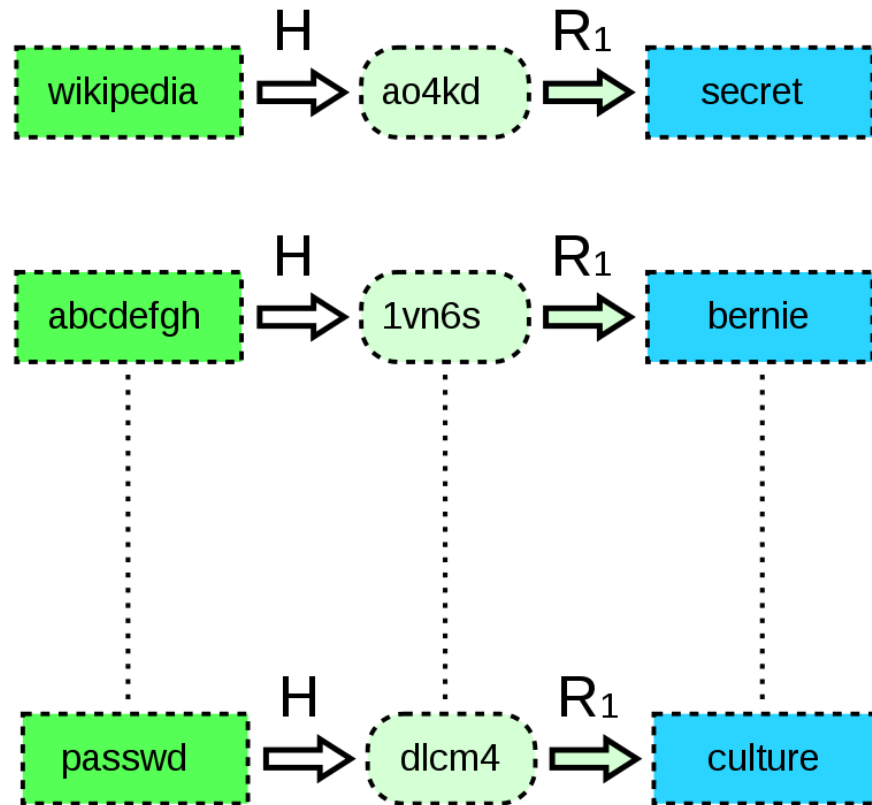 H R1
wikipedia ao4kd secret
H R1
abcdefgh 1vn6s bernie
H R1
passwd dlcm4 culture